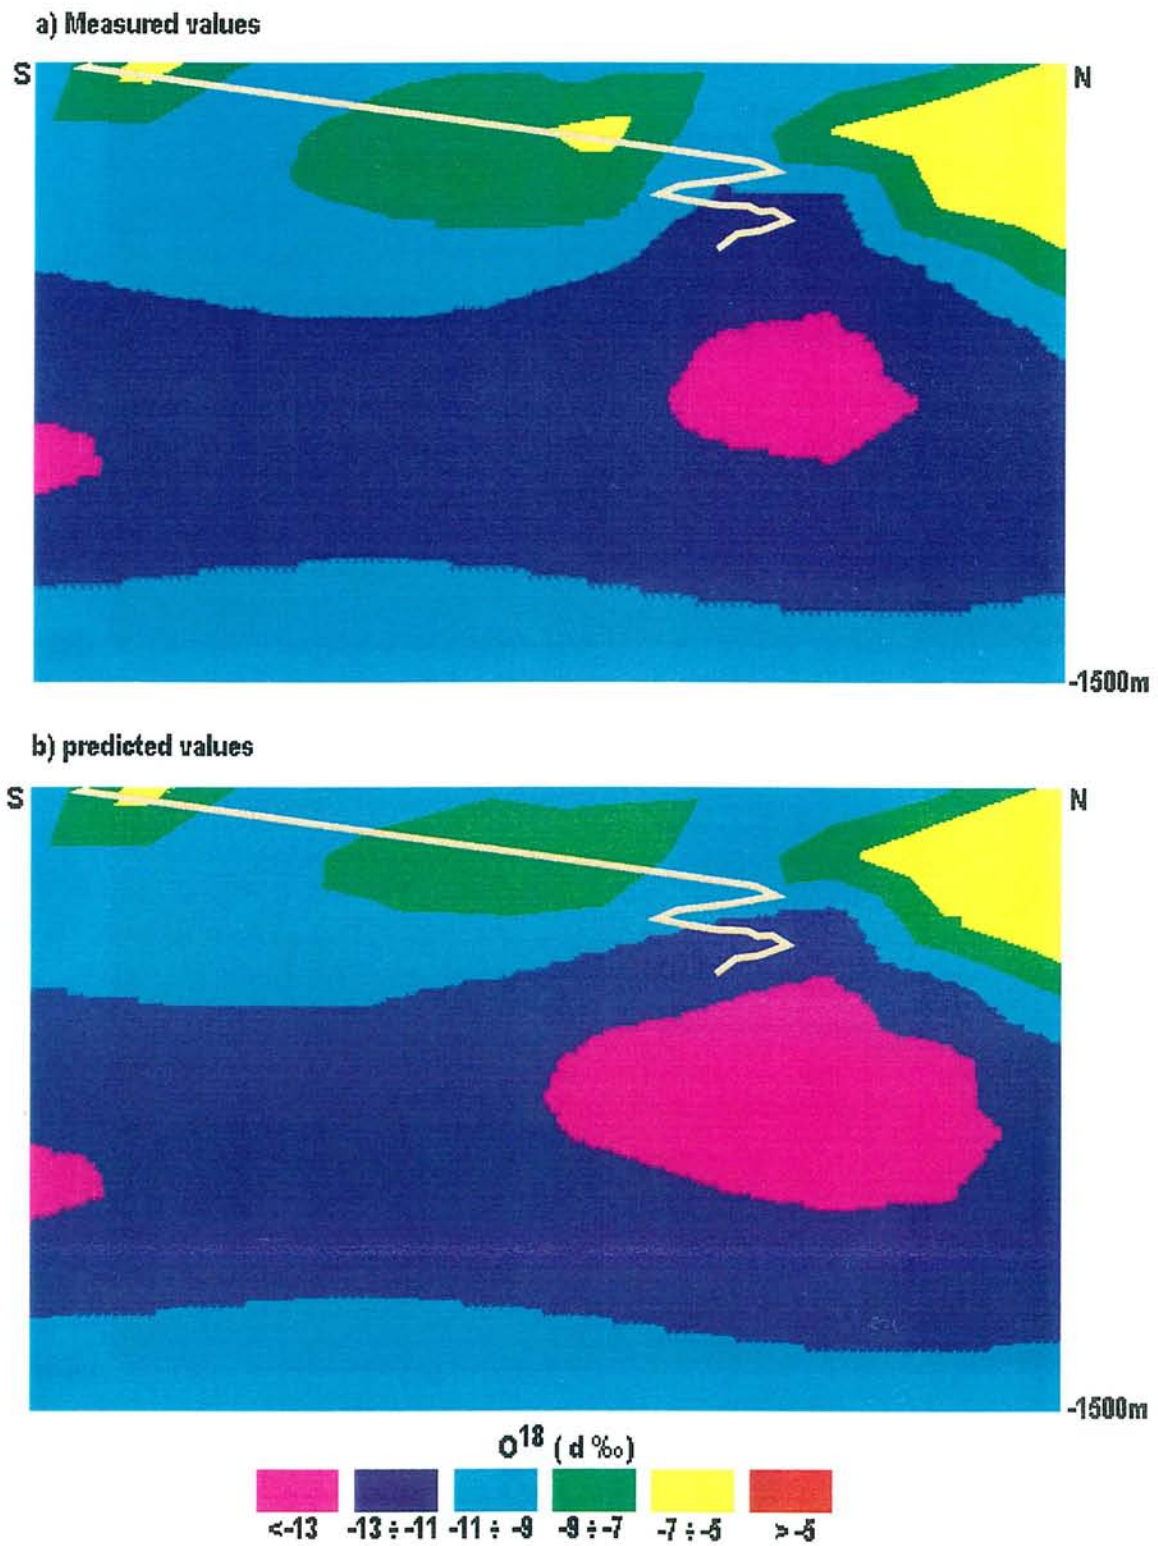 a) Measured values
S
N
-1500m
b) predicted values
S
N
-1500m
O18 ( d ‰)
<-13 -13 ÷ -11 -11 ÷ -9 -9 ÷ -7 -7 ÷ -5 > -5